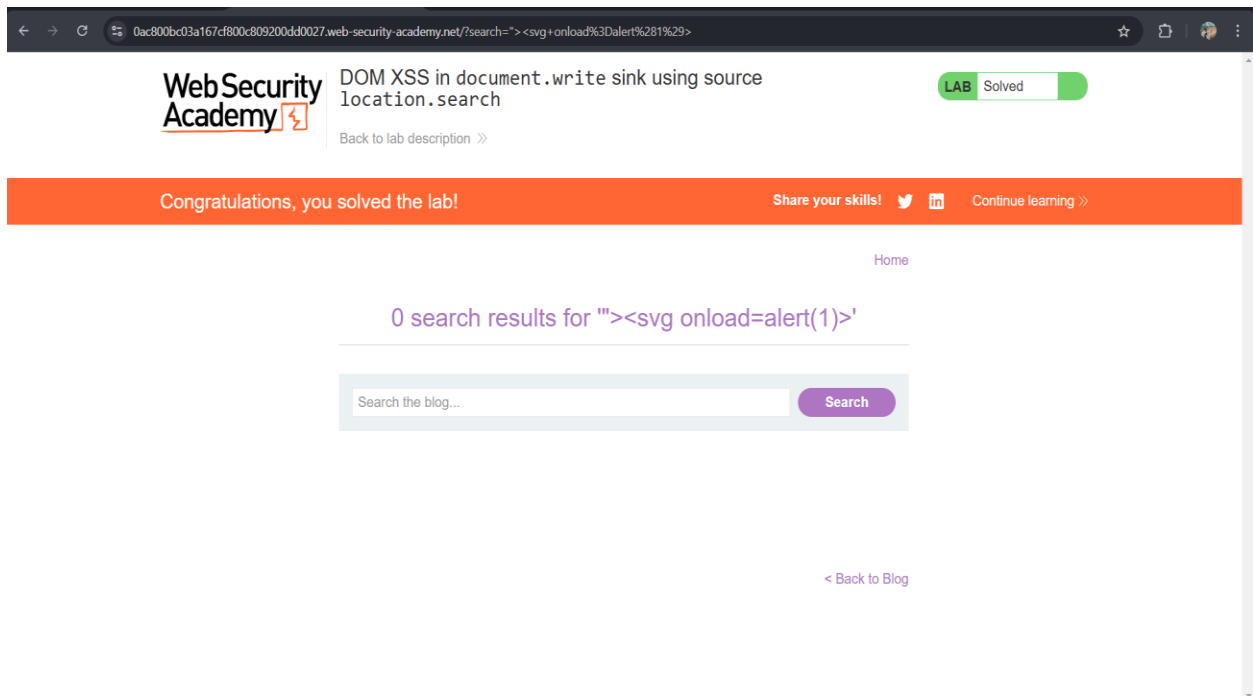 0ac800bc03a167cf800c809200dd0027.web-security-academy.net/?search="><svg+onload%3Dalert%281%29>
WebSecurity
Academy
DOM XSS in document.write sink using source
location.search
Back to lab description
LAB Solved
Congratulations, you solved the lab!
Share your skills!
in
Continue learning
Home
0 search results for '"><svg onload=alert(1)>'
Search the blog...
Search
< Back to Blog